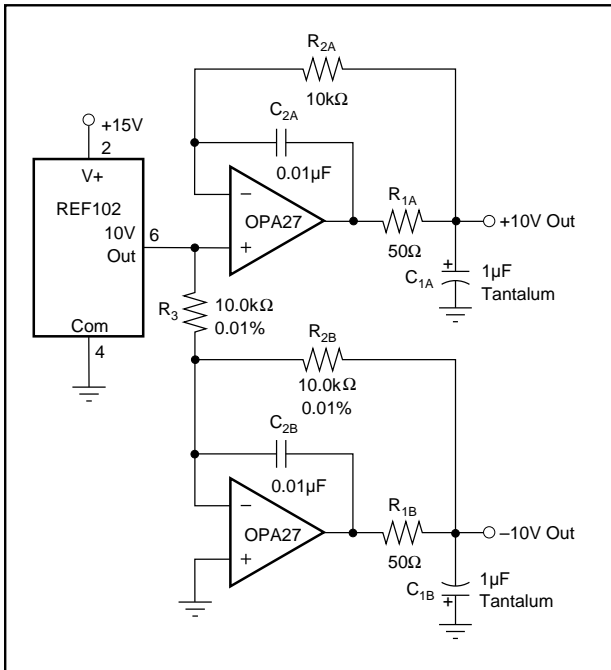 R2A
10kΩ
C2A
0.01µF
+15V
2
V+
REF102
10V
Out
6
Com
4
–
OPA27
+
R1A
50Ω
+10V Out
+
C1A
1µF
Tantalum
R3
10.0kΩ
0.01%
R2B
10.0kΩ
0.01%
C2B
0.01µF
–
OPA27
+
R1B
50Ω
–10V Out
C1B
+
1µF
Tantalum